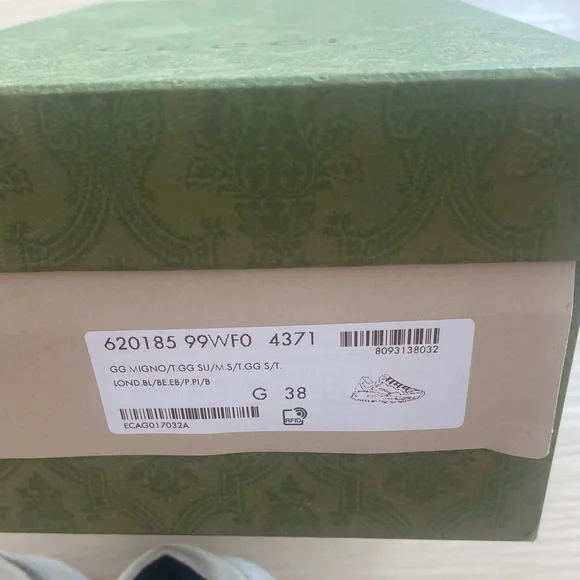 620185 99WF0 4371
8093138032
GG MIGNO/T.GG SU/M.S/T.GG S/T.
LOND.BL/BE.EB/P.PI/B
G 38
ECAG017032A
RFID